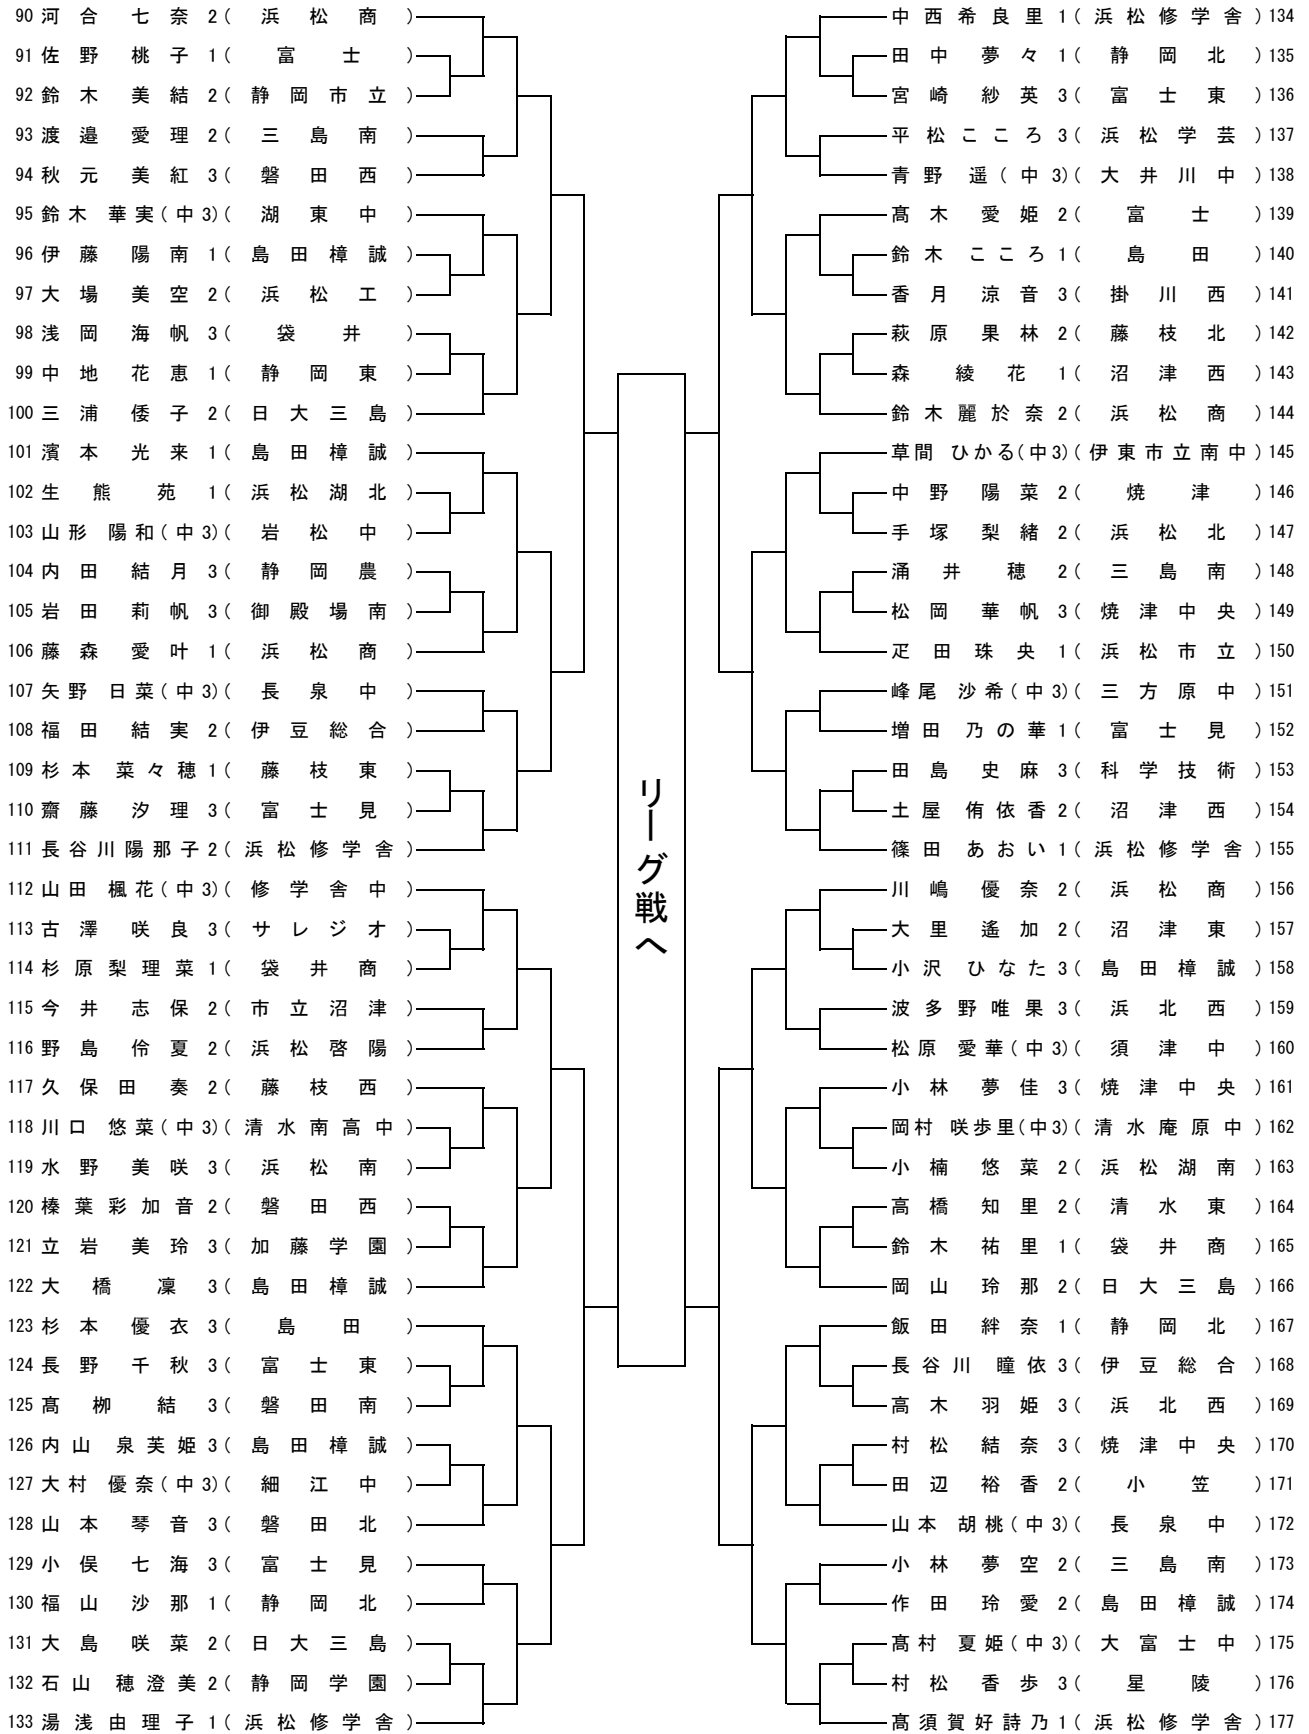 90 河合 七奈 2 ( 浜松商 )
91 佐野 桃子 1 ( 富士 )
92 鈴木 美結 2 ( 静岡市立 )
93 渡邉 愛理 2 ( 三島南 )
94 秋元 美紅 3 ( 磐田西 )
95 鈴木 華実 (中3) ( 湖東中 )
96 伊藤 陽南 1 ( 島田樟誠 )
97 大場 美空 2 ( 浜松工 )
98 浅岡 海帆 3 ( 袋井 )
99 中地 花恵 1 ( 静岡東 )
100 三浦 倭子 2 ( 日大三島 )
101 濱本 光来 1 ( 島田樟誠 )
102 生熊 苑 1 ( 浜松湖北 )
103 山形 陽和 (中3) ( 岩松中 )
104 内田 結月 3 ( 静岡農 )
105 岩田 莉帆 3 ( 御殿場南 )
106 藤森 愛叶 1 ( 浜松商 )
107 矢野 日菜 (中3) ( 長泉中 )
108 福田 結実 2 ( 伊豆総合 )
109 杉本 菜々穂 1 ( 藤枝東 )
110 齋藤 汐理 3 ( 富士見 )
111 長谷川陽那子 2 ( 浜松修学舎 )
112 山田 楓花 (中3) ( 修学舎中 )
113 古澤 咲良 3 ( サレジオ )
114 杉原梨理菜 1 ( 袋井商 )
115 今井 志保 2 ( 市立沼津 )
116 野島 伶夏 2 ( 浜松啓陽 )
117 久保田 奏 2 ( 藤枝西 )
118 川口 悠菜 (中3) ( 清水南高中 )
119 水野 美咲 3 ( 浜松南 )
120 榛葉彩加音 2 ( 磐田西 )
121 立岩 美玲 3 ( 加藤学園 )
122 大橋 凜 3 ( 島田樟誠 )
123 杉本 優衣 3 ( 島田 )
124 長野 千秋 3 ( 富士東 )
125 髙栁 結 3 ( 磐田南 )
126 内山 泉芙姫 3 ( 島田樟誠 )
127 大村 優奈 (中3) ( 細江中 )
128 山本 琴音 3 ( 磐田北 )
129 小俣 七海 3 ( 富士見 )
130 福山 沙那 1 ( 静岡北 )
131 大島 咲菜 2 ( 日大三島 )
132 石山 穂澄美 2 ( 静岡学園 )
133 湯浅由理子 1 ( 浜松修学舎 )
リーグ戦へ
中西希良里 1 ( 浜松修学舎 ) 134
田中 夢々 1 ( 静岡北 ) 135
宮崎 紗英 3 ( 富士東 ) 136
平松こころ 3 ( 浜松学芸 ) 137
青野 遥 (中3) ( 大井川中 ) 138
髙木 愛姫 2 ( 富士 ) 139
鈴木 こころ 1 ( 島田 ) 140
香月 涼音 3 ( 掛川西 ) 141
萩原 果林 2 ( 藤枝北 ) 142
森 綾花 1 ( 沼津西 ) 143
鈴木麗於奈 2 ( 浜松商 ) 144
草間 ひかる (中3) ( 伊東市立南中 ) 145
中野 陽菜 2 ( 焼津 ) 146
手塚 梨緒 2 ( 浜松北 ) 147
涌井 穂 2 ( 三島南 ) 148
松岡 華帆 3 ( 焼津中央 ) 149
疋田 珠央 1 ( 浜松市立 ) 150
峰尾 沙希 (中3) ( 三方原中 ) 151
増田 乃の華 1 ( 富士見 ) 152
田島 史麻 3 ( 科学技術 ) 153
土屋 侑依香 2 ( 沼津西 ) 154
篠田 あおい 1 ( 浜松修学舎 ) 155
川嶋 優奈 2 ( 浜松商 ) 156
大里 遙加 2 ( 沼津東 ) 157
小沢 ひなた 3 ( 島田樟誠 ) 158
波多野唯果 3 ( 浜北西 ) 159
松原 愛華 (中3) ( 須津中 ) 160
小林 夢佳 3 ( 焼津中央 ) 161
岡村 咲歩里 (中3) ( 清水庵原中 ) 162
小楠 悠菜 2 ( 浜松湖南 ) 163
高橋 知里 2 ( 清水東 ) 164
鈴木 祐里 1 ( 袋井商 ) 165
岡山 玲那 2 ( 日大三島 ) 166
飯田 絆奈 1 ( 静岡北 ) 167
長谷川 瞳依 3 ( 伊豆総合 ) 168
高木 羽姫 3 ( 浜北西 ) 169
村松 結奈 3 ( 焼津中央 ) 170
田辺 裕香 2 ( 小笠 ) 171
山本 胡桃 (中3) ( 長泉中 ) 172
小林 夢空 2 ( 三島南 ) 173
作田 玲愛 2 ( 島田樟誠 ) 174
髙村 夏姫 (中3) ( 大富士中 ) 175
村松 香歩 3 ( 星陵 ) 176
髙須賀好詩乃 1 ( 浜松修学舎 ) 177